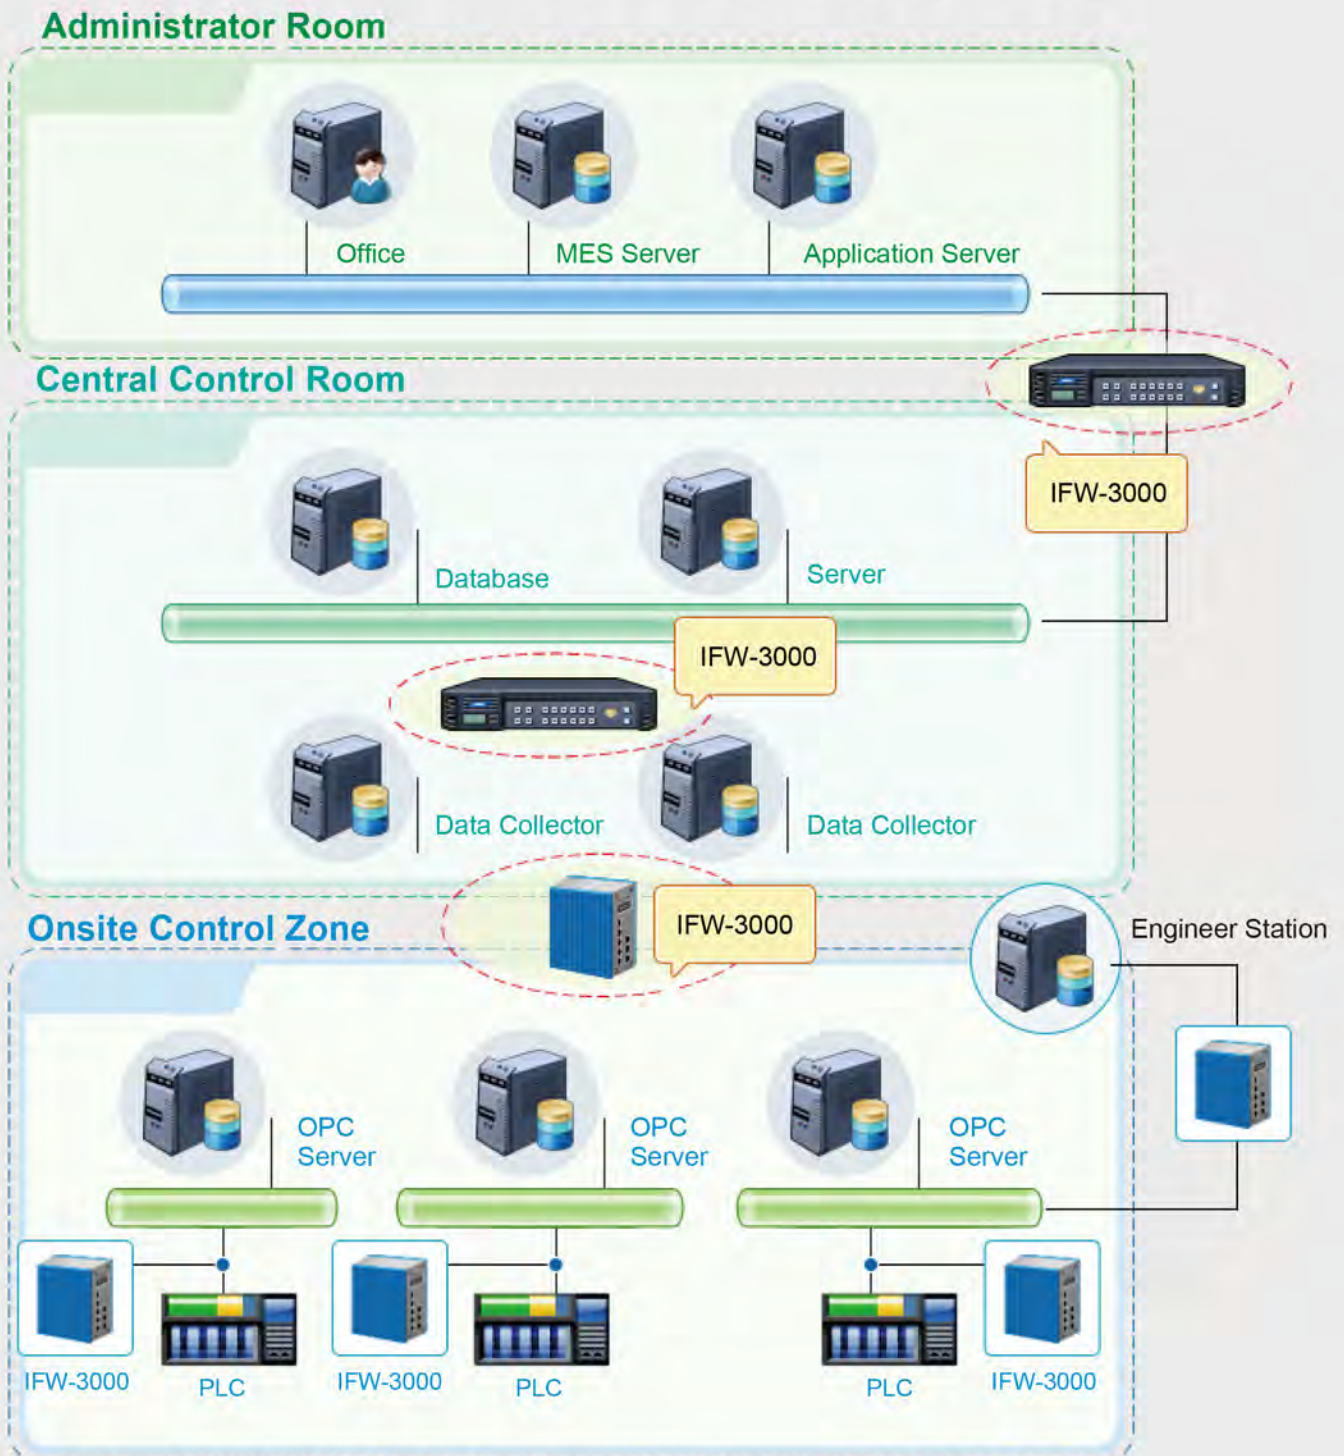 Administrator Room
Office
MES Server
Application Server
Central Control Room
IFW-3000
Database
Server
IFW-3000
Data Collector
Data Collector
IFW-3000
Onsite Control Zone
Engineer Station
OPC
Server
OPC
Server
OPC
Server
IFW-3000
PLC
IFW-3000
PLC
PLC
IFW-3000